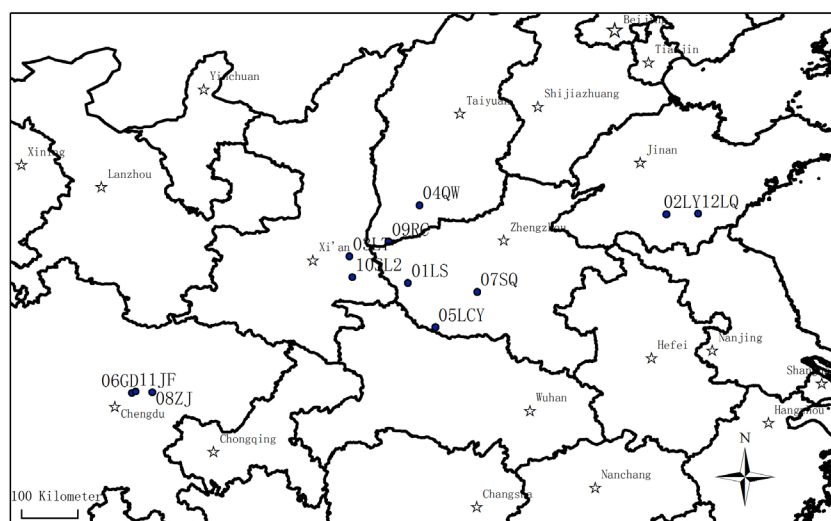 Beijing
Tianjin
Yinchuan
Taiyuan
Shijiazhuang
Xining
Jinan
Lanzhou
04QW
02LY12LQ
09RC
Zhengzhou
Xi'an
10SL2
01LS
07SQ
05LCY
Hefei
Nanjing
06GD11JF
08ZJ
Chengdu
Wuhan
Hangzhou
Chongqing
N
Nanchang
100 Kilometer
Changsha